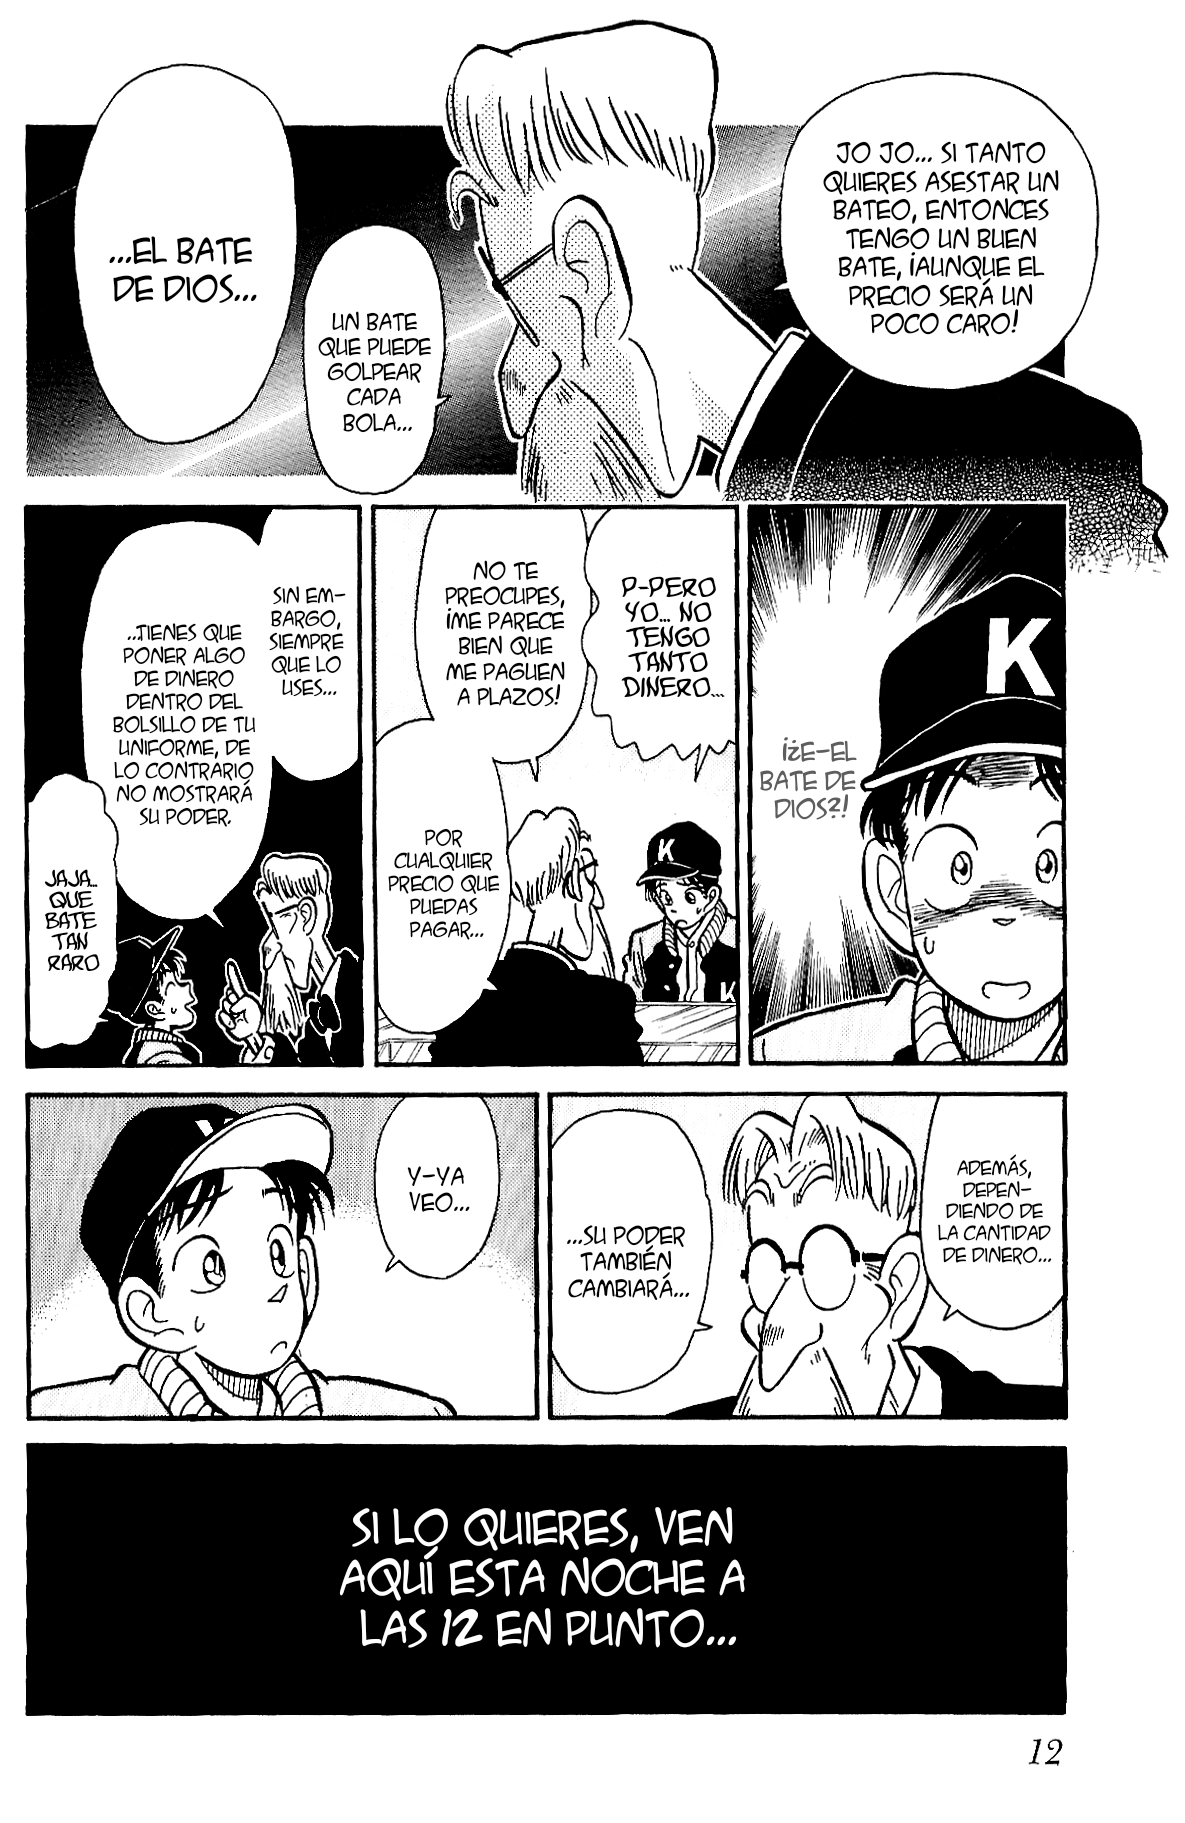 JO JO... SI TANTO
QUIERES ASESTAR UN
BATEO, ENTONCES
TENGO UN BUEN
BATE, ¡AUNQUE EL
PRECIO SERÁ UN
POCO CARO!
UN BATE
QUE PUEDE
GOLPEAR
CADA
BOLA...
...EL BATE
DE DIOS...
K
¡¿E-EL
BATE DE
DIOS?!
P-PERO
YO... NO
TENGO
TANTO
DINERO...
NO TE
PREOCUPES,
¡ME PARECE
BIEN QUE
ME PAGUEN
A PLAZOS!
POR
CUALQUIER
PRECIO QUE
PUEDAS
PAGAR...
K
K
SIN EM-
BARGO,
SIEMPRE
QUE LO
USES...
...TIENES QUE
PONER ALGO
DE DINERO
DENTRO DEL
BOLSILLO DE TU
UNIFORME, DE
LO CONTRARIO
NO MOSTRARÁ
SU PODER.
JAJA...
QUE
BATE
TAN
RARO
ADEMÁS,
DEPEN-
DIENDO DE
LA CANTIDAD
DE DINERO...
...SU PODER
TAMBIÉN
CAMBIARÁ...
Y-YA
VEO...
SI LO QUIERES, VEN
AQUÍ ESTA NOCHE A
LAS 12 EN PUNTO...
12